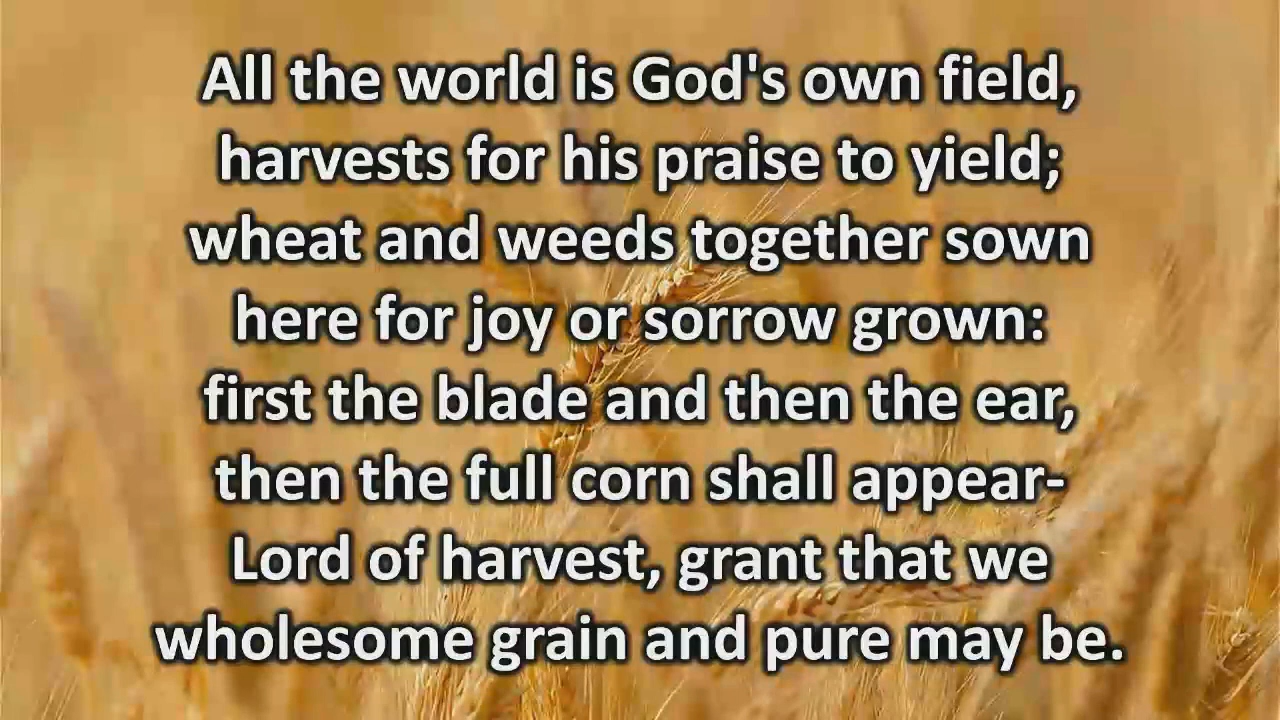 All the world is God's own field,
harvests for his praise to yield;
wheat and weeds together sown
here for joy or sorrow grown:
first the blade and then the ear,
then the full corn shall appear-
Lord of harvest, grant that we
wholesome grain and pure may be.